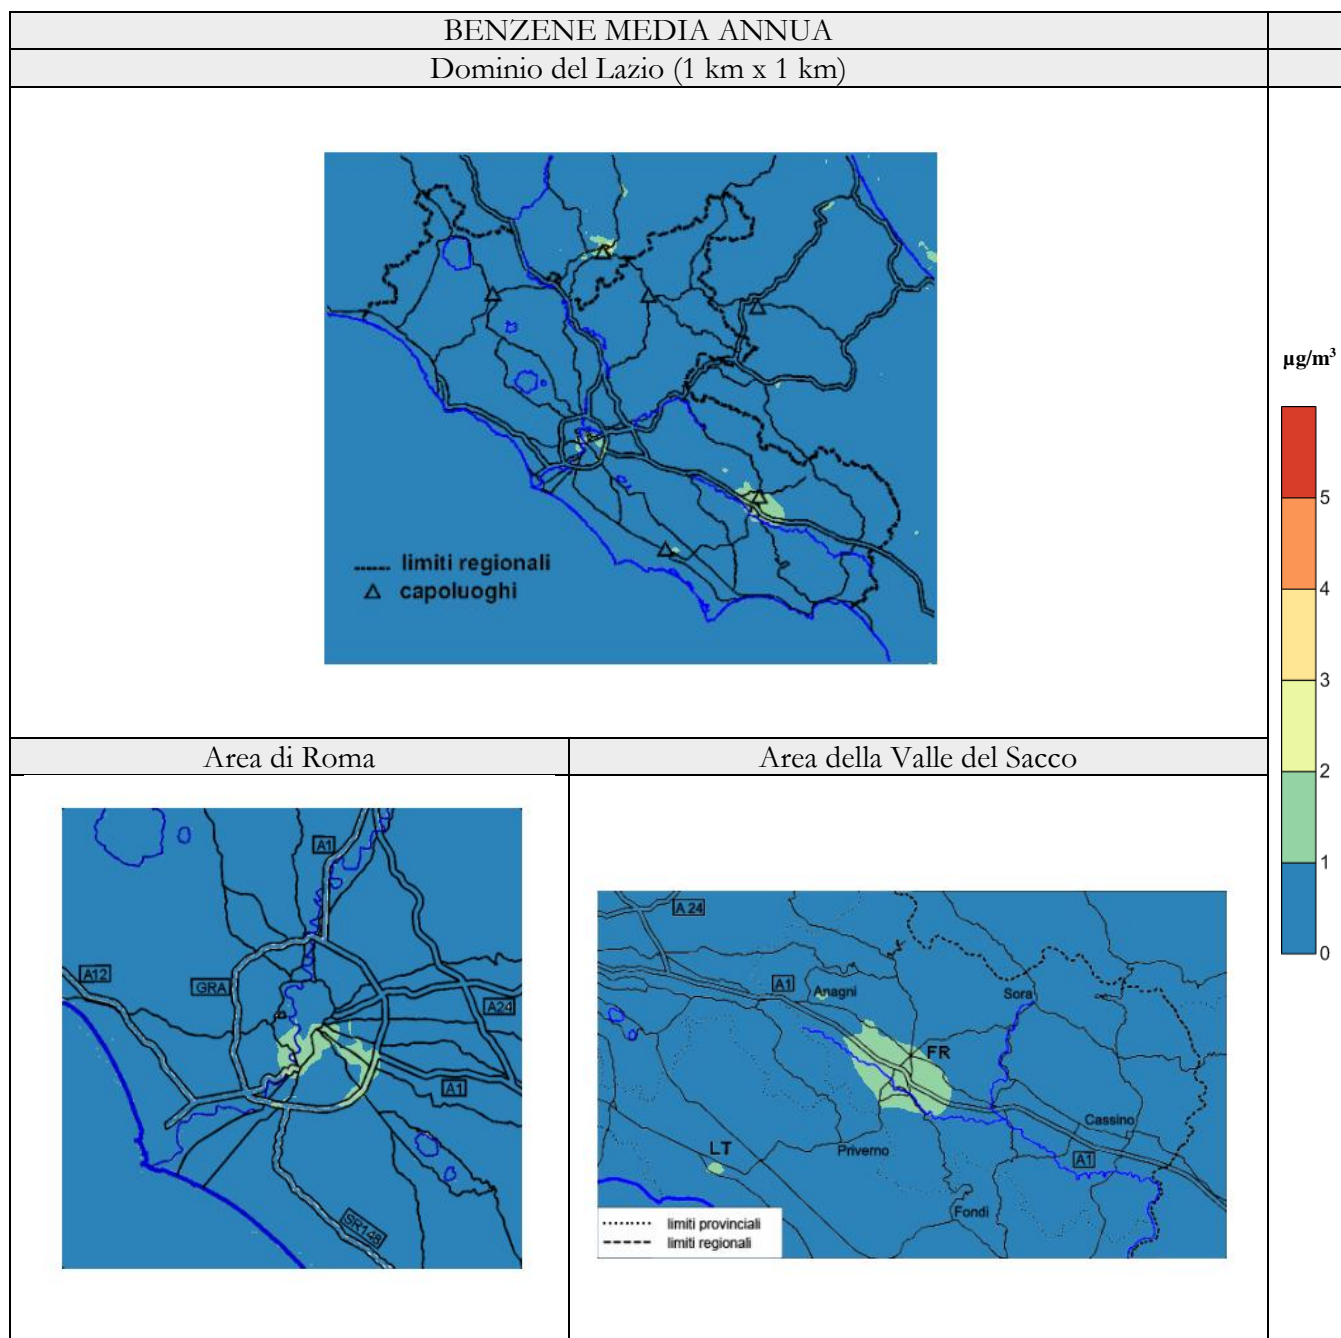 BENZENE MEDIA ANNUA
Dominio del Lazio (1 km x 1 km)
limiti regionali
capoluoghi
µg/m³
5
4
3
2
1
0
Area di Roma
Area della Valle del Sacco
A1
A12
GRA
A24
A1
SR148
A 24
A1
Anagni
Sora
FR
Cassino
LT
Priverno
A1
Fondi
limiti provinciali
limiti regionali